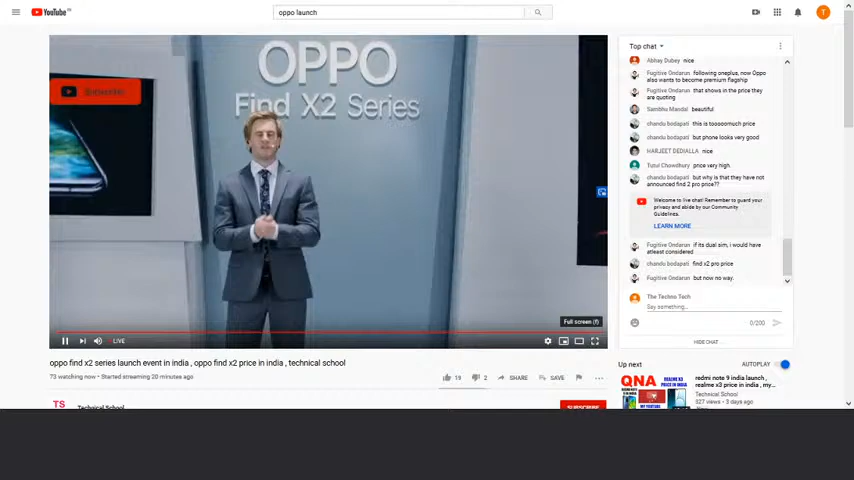 YouTube
oppo launch
OPPO
Find X2 Series
Subscribe
Full screen (f)
LIVE
oppo find x2 series launch event in india , oppo find x2 price in india , technical school
73 watching now • Started streaming 20 minutes ago
19
2
SHARE
SAVE
TS
Technical School
SUBSCRIBE
T
Top chat
Abhay Dubey nice
Fugitive Ondarun following oneplus, now Oppo
also wants to become premium flagship
Fugitive Ondarun that shows in the price they
are quoting
Sambhu Mandal beautiful
chandu bodapati this is tooooomuch price
chandu bodapati but phone looks very good
HARJEET DEDIALLA nice
Tutul Chowdhury price very high.
chandu bodapati but why is that they have not
announced find 2 pro price??
Welcome to live chat! Remember to guard your
privacy and abide by our Community
Guidelines.
LEARN MORE
Fugitive Ondarun if its dual sim, i would have
atleast considered
chandu bodapati find x2 pro price
Fugitive Ondarun but now no way.
The Techno Tech
Say something...
0/200
HIDE CHAT
Up next
AUTOPLAY
QNA
redmi note 9 india launch ,
realme x3 price in india , my...
Technical School
527 views • 3 days ago